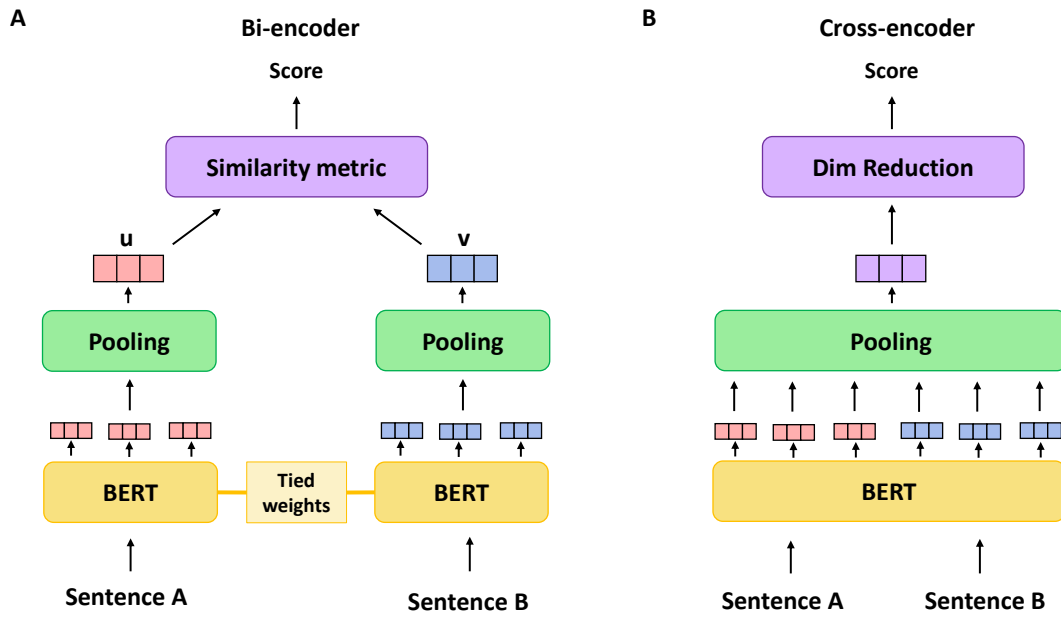 A
Bi-encoder
Score
Similarity metric
u
v
Pooling
Pooling
BERT
Tied
weights
BERT
Sentence A
Sentence B
B
Cross-encoder
Score
Dim Reduction
Pooling
BERT
Sentence A
Sentence B